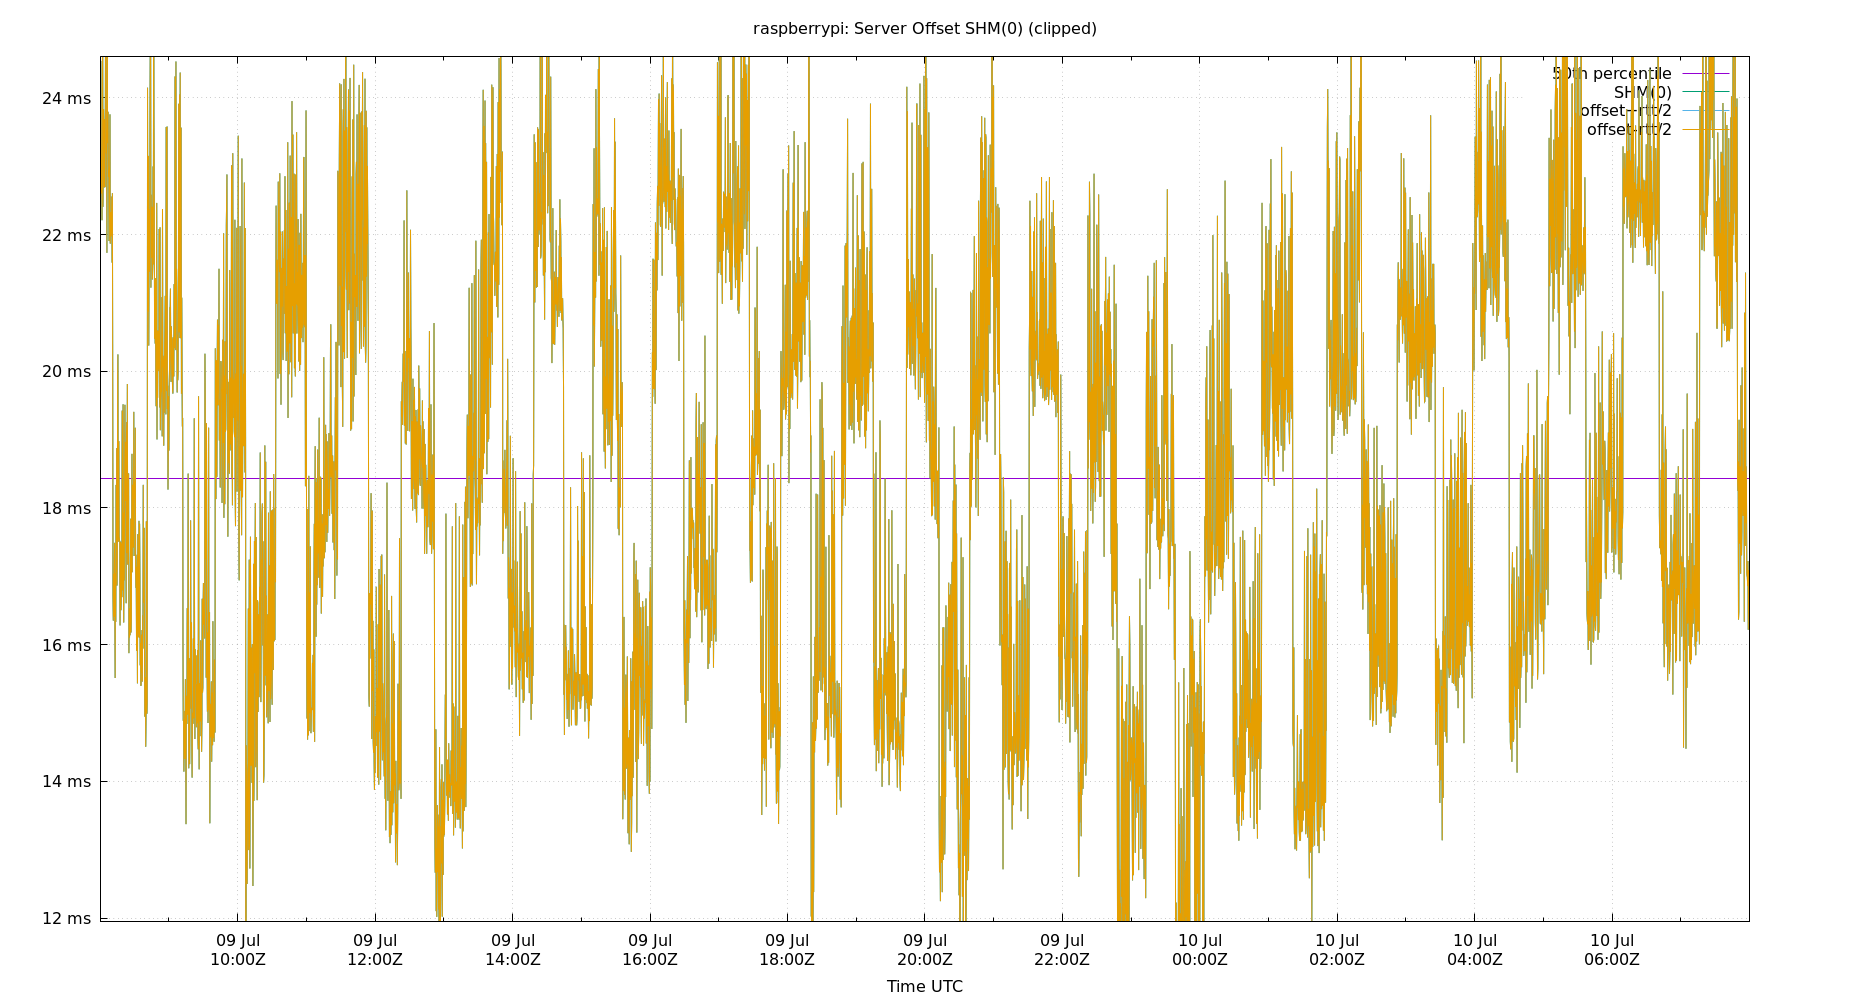 raspberrypi: Server Offset SHM(0) (clipped)
50th percentile
SHM(0)
offset-rtt/2
offset-rtt/2
24 ms
22 ms
20 ms
18 ms
16 ms
14 ms
12 ms
09 Jul 09 Jul 09 Jul 09 Jul 09 Jul 09 Jul 09 Jul 10 Jul 10 Jul 10 Jul 10 Jul
10:00Z 12:00Z 14:00Z 16:00Z 18:00Z 20:00Z 22:00Z 00:00Z 02:00Z 04:00Z 06:00Z
Time UTC